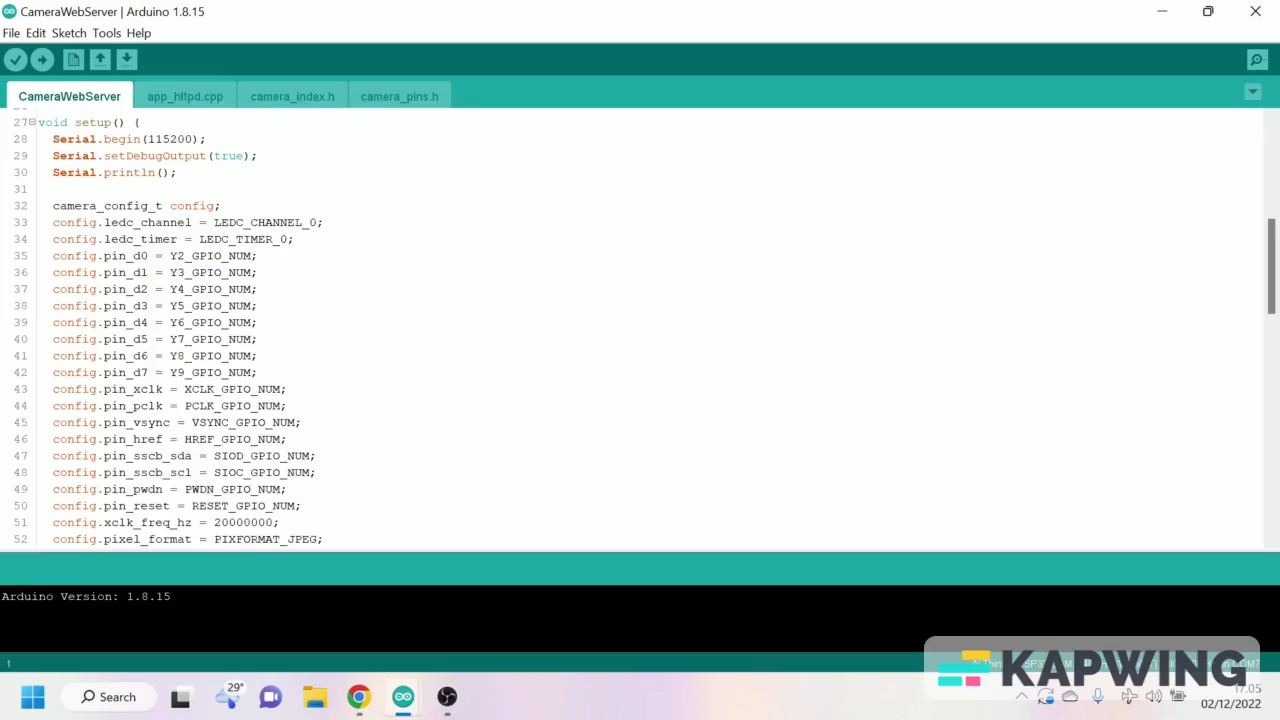 CameraWebServer | Arduino 1.8.15
File Edit Sketch Tools Help
CameraWebServer app_httpd.cpp camera_index.h camera_pins.h
27 void setup() {
28 Serial.begin(115200);
29 Serial.setDebugOutput(true);
30 Serial.println();
31
32 camera_config_t config;
33 config.ledc_channel = LEDC_CHANNEL_0;
34 config.ledc_timer = LEDC_TIMER_0;
35 config.pin_d0 = Y2_GPIO_NUM;
36 config.pin_d1 = Y3_GPIO_NUM;
37 config.pin_d2 = Y4_GPIO_NUM;
38 config.pin_d3 = Y5_GPIO_NUM;
39 config.pin_d4 = Y6_GPIO_NUM;
40 config.pin_d5 = Y7_GPIO_NUM;
41 config.pin_d6 = Y8_GPIO_NUM;
42 config.pin_d7 = Y9_GPIO_NUM;
43 config.pin_xclk = XCLK_GPIO_NUM;
44 config.pin_pclk = PCLK_GPIO_NUM;
45 config.pin_vsync = VSYNC_GPIO_NUM;
46 config.pin_href = HREF_GPIO_NUM;
47 config.pin_sscb_sda = SIOD_GPIO_NUM;
48 config.pin_sscb_scl = SIOC_GPIO_NUM;
49 config.pin_pwdn = PWDN_GPIO_NUM;
50 config.pin_reset = RESET_GPIO_NUM;
51 config.xclk_freq_hz = 20000000;
52 config.pixel_format = PIXFORMAT_JPEG;
Arduino Version: 1.8.15
1
KAPWING
Search
29°
17.05
02/12/2022